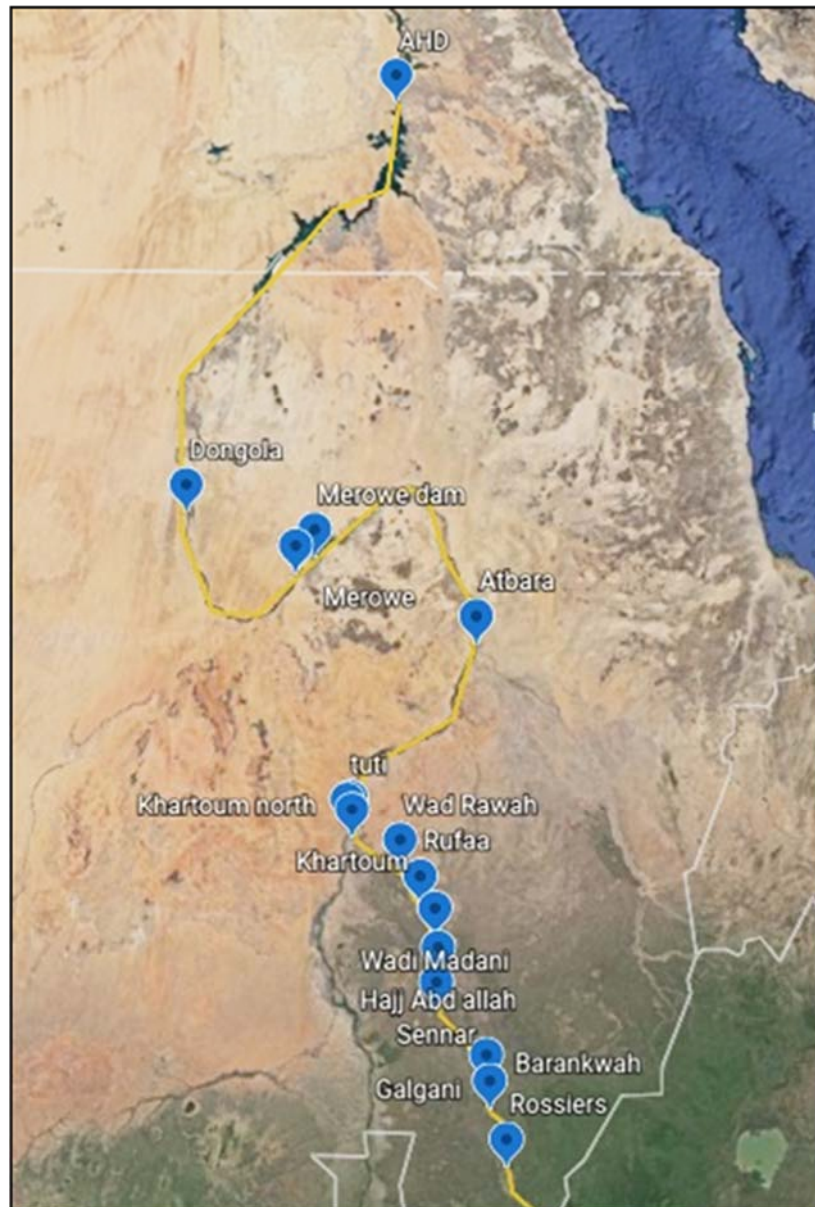 AHD
Dongola
Merowe dam
Atbara
Merowe
tuti
Khartoum north
Wad Rawah
Rufaa
Khartoum
Wadi Madani
Hajj Abd allah
Sennar
Barankwah
Galgani
Rossiers